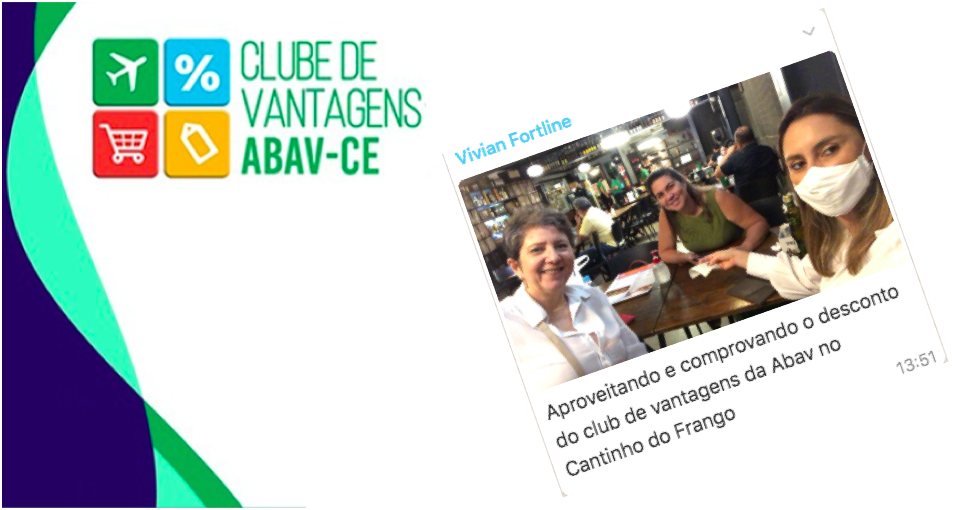 CLUBE DE
VANTAGENS
ABAV-CE
%
Vivian Fortline
Aproveitando e comprovando o desconto
do club de vantagens da Abav no
Cantinho do Frango
13:51